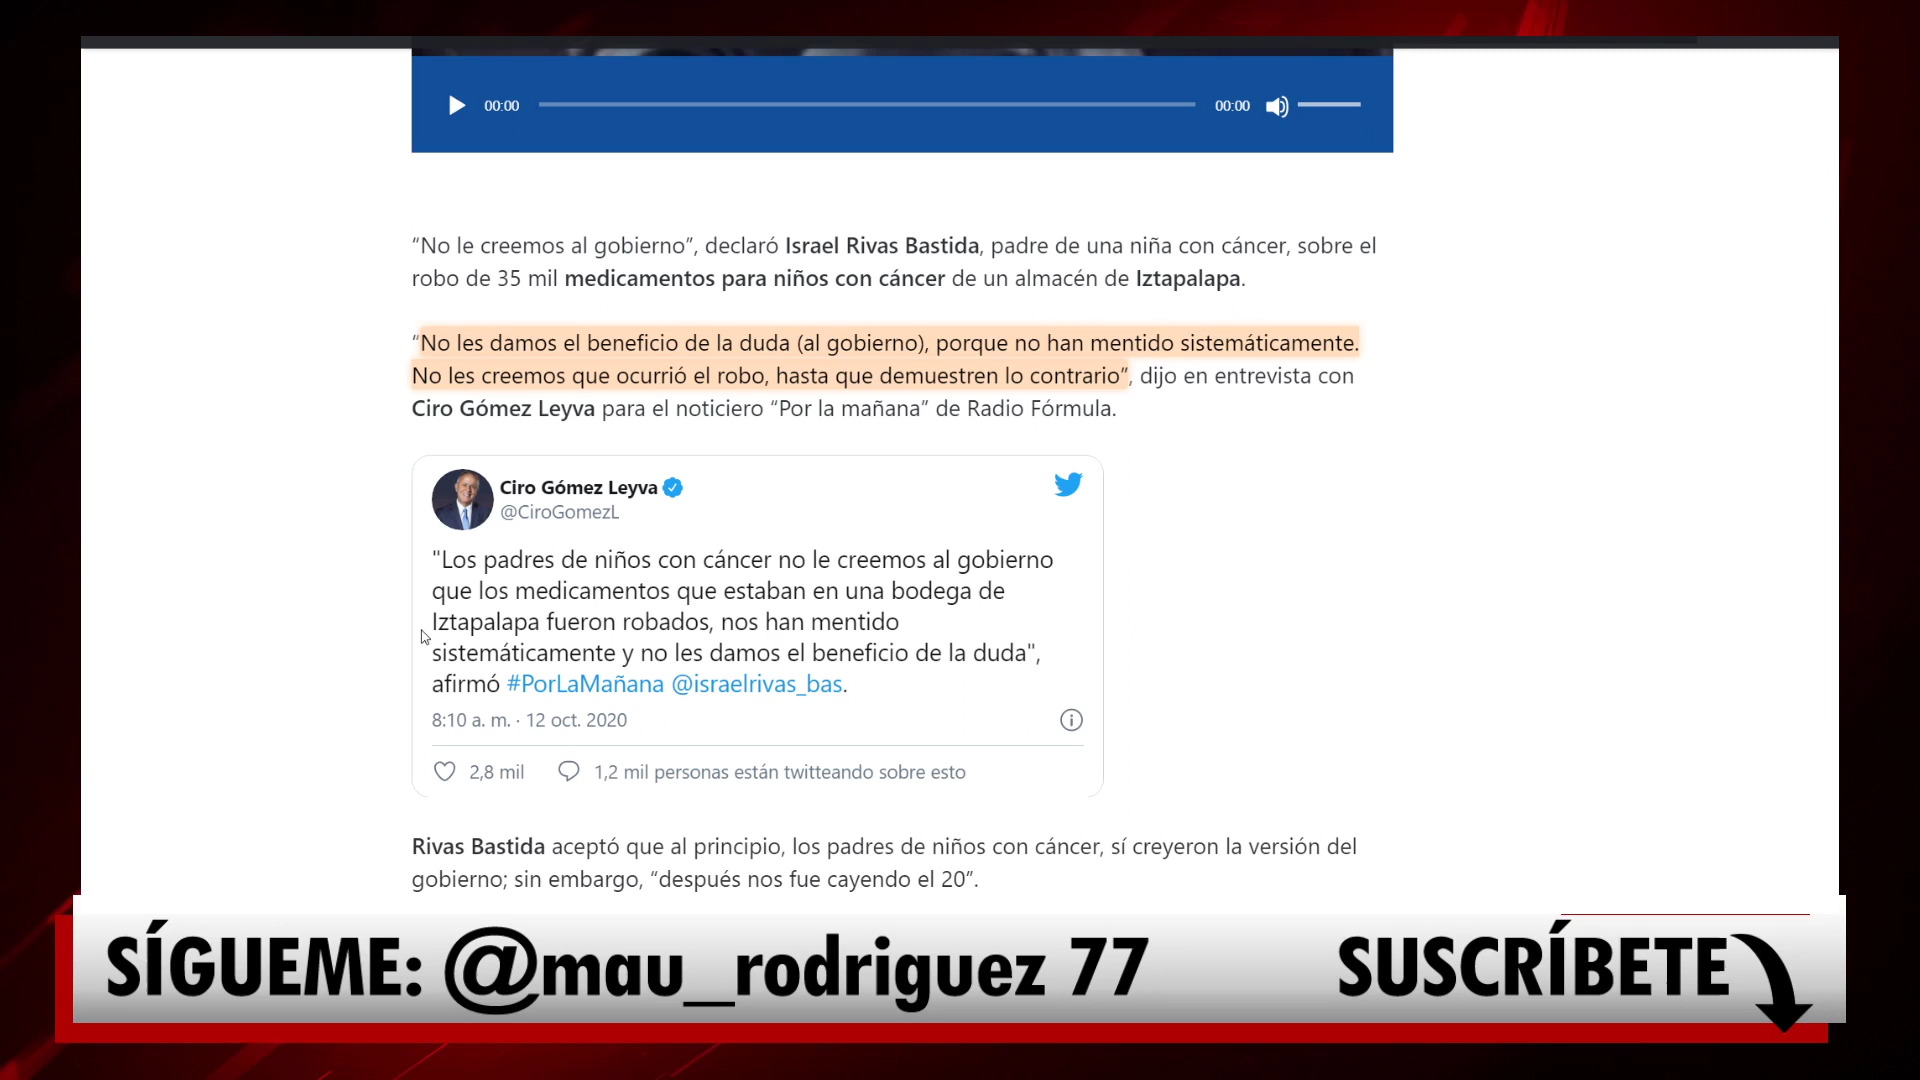 00:00 00:00
“No le creemos al gobierno”, declaró Israel Rivas Bastida, padre de una niña con cáncer, sobre el
robo de 35 mil medicamentos para niños con cáncer de un almacén de Iztapalapa.
“No les damos el beneficio de la duda (al gobierno), porque no han mentido sistemáticamente.
No les creemos que ocurrió el robo, hasta que demuestren lo contrario”, dijo en entrevista con
Ciro Gómez Leyva para el noticiero “Por la mañana” de Radio Fórmula.
Ciro Gómez Leyva
@CiroGomezL
"Los padres de niños con cáncer no le creemos al gobierno
que los medicamentos que estaban en una bodega de
Iztapalapa fueron robados, nos han mentido
sistemáticamente y no les damos el beneficio de la duda",
afirmó #PorLaMañana @israelrivas_bas.
8:10 a. m. · 12 oct. 2020
2,8 mil 1,2 mil personas están twitteando sobre esto
Rivas Bastida aceptó que al principio, los padres de niños con cáncer, sí creyeron la versión del
gobierno; sin embargo, “después nos fue cayendo el 20”.
SÍGUEME: @mau_rodriguez 77 SUSCRÍBETE